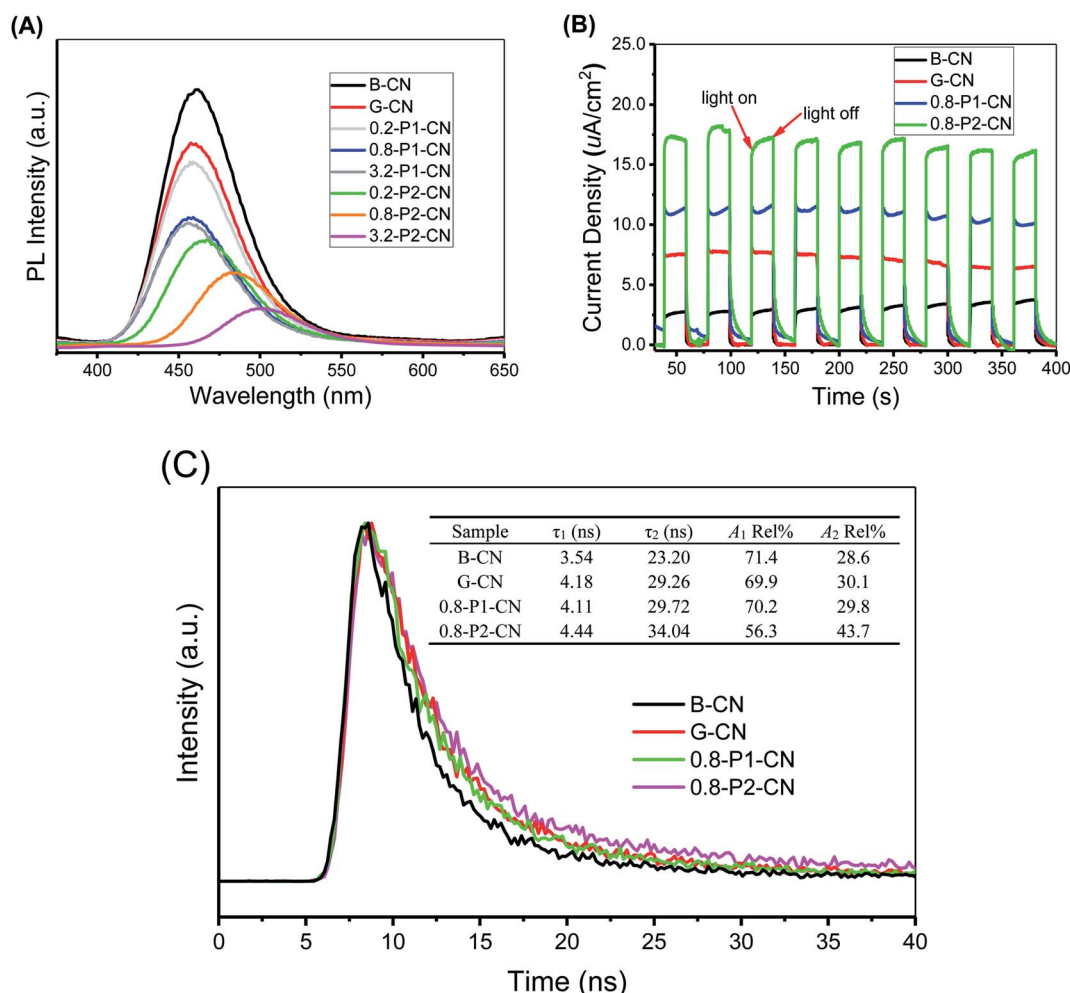 (A)
PL Intensity (a.u.)
B-CN
G-CN
0.2-P1-CN
0.8-P1-CN
3.2-P1-CN
0.2-P2-CN
0.8-P2-CN
3.2-P2-CN
400 450 500 550 600 650
Wavelength (nm)
(B)
Current Density (uA/cm²)
25.0
20.0
17.5
15.0
10.0
5.0
2.5
0.0
B-CN
G-CN
0.8-P1-CN
0.8-P2-CN
light on
light off
50 100 150 200 250 300 350 400
Time (s)
(C)
Intensity (a.u.)
Sample τ₁ (ns) τ₂ (ns) A₁ Rel% A₂ Rel%
B-CN 3.54 23.20 71.4 28.6
G-CN 4.18 29.26 69.9 30.1
0.8-P1-CN 4.11 29.72 70.2 29.8
0.8-P2-CN 4.44 34.04 56.3 43.7
B-CN
G-CN
0.8-P1-CN
0.8-P2-CN
0 5 10 15 20 25 30 35 40
Time (ns)